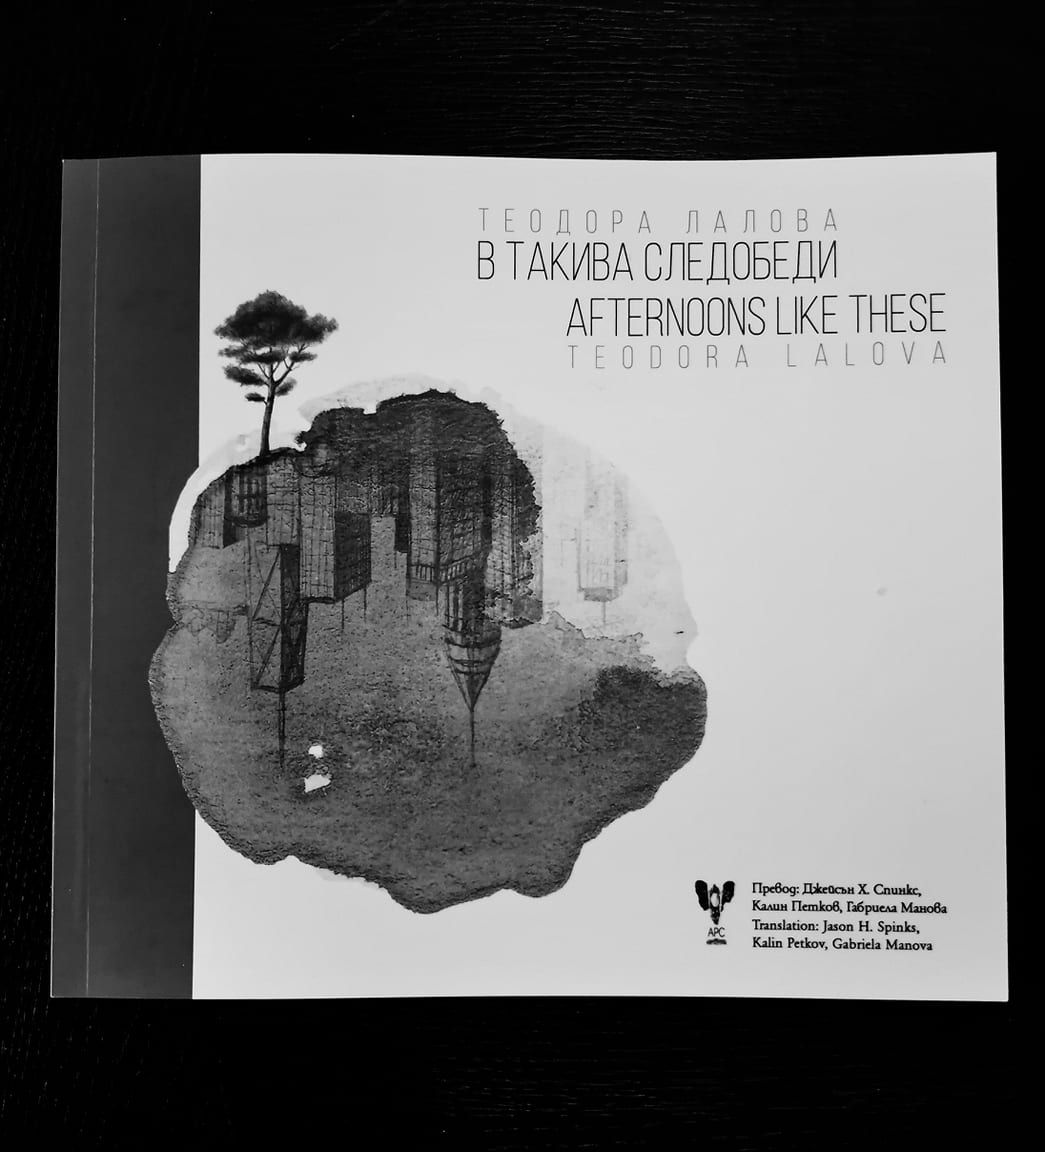 ТЕОДОРА ЛАЛОВА
В ТАКИВА СЛЕДОБЕДИ
AFTERNOONS LIKE THESE
TEODORA LALOVA
АРС
Превод: Джейсън Х. Спинкс,
Калин Петков, Габриела Манова
Translation: Jason H. Spinks,
Kalin Petkov, Gabriela Manova